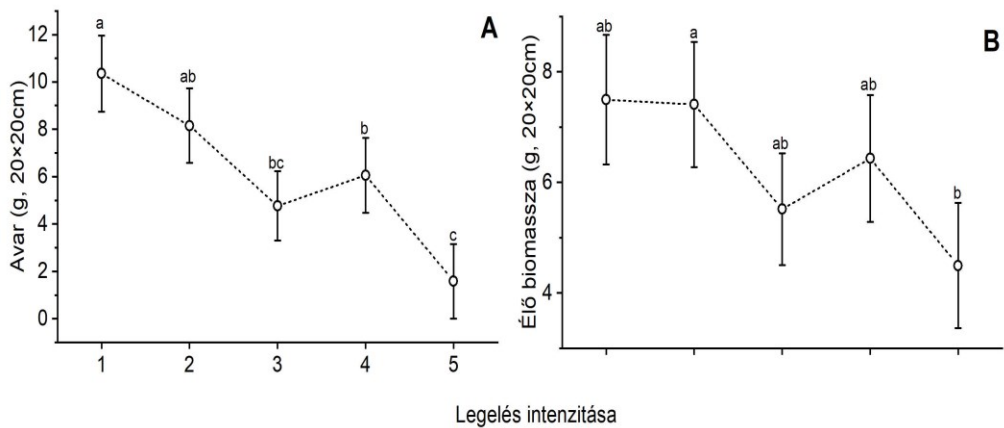 A
Avar (g, 20×20cm)
12
10
8
6
4
2
0
a
ab
bc
b
c
1 2 3 4 5
B
Élő biomassza (g, 20×20cm)
8
6
4
ab
a
ab
ab
b
Legelés intenzitása